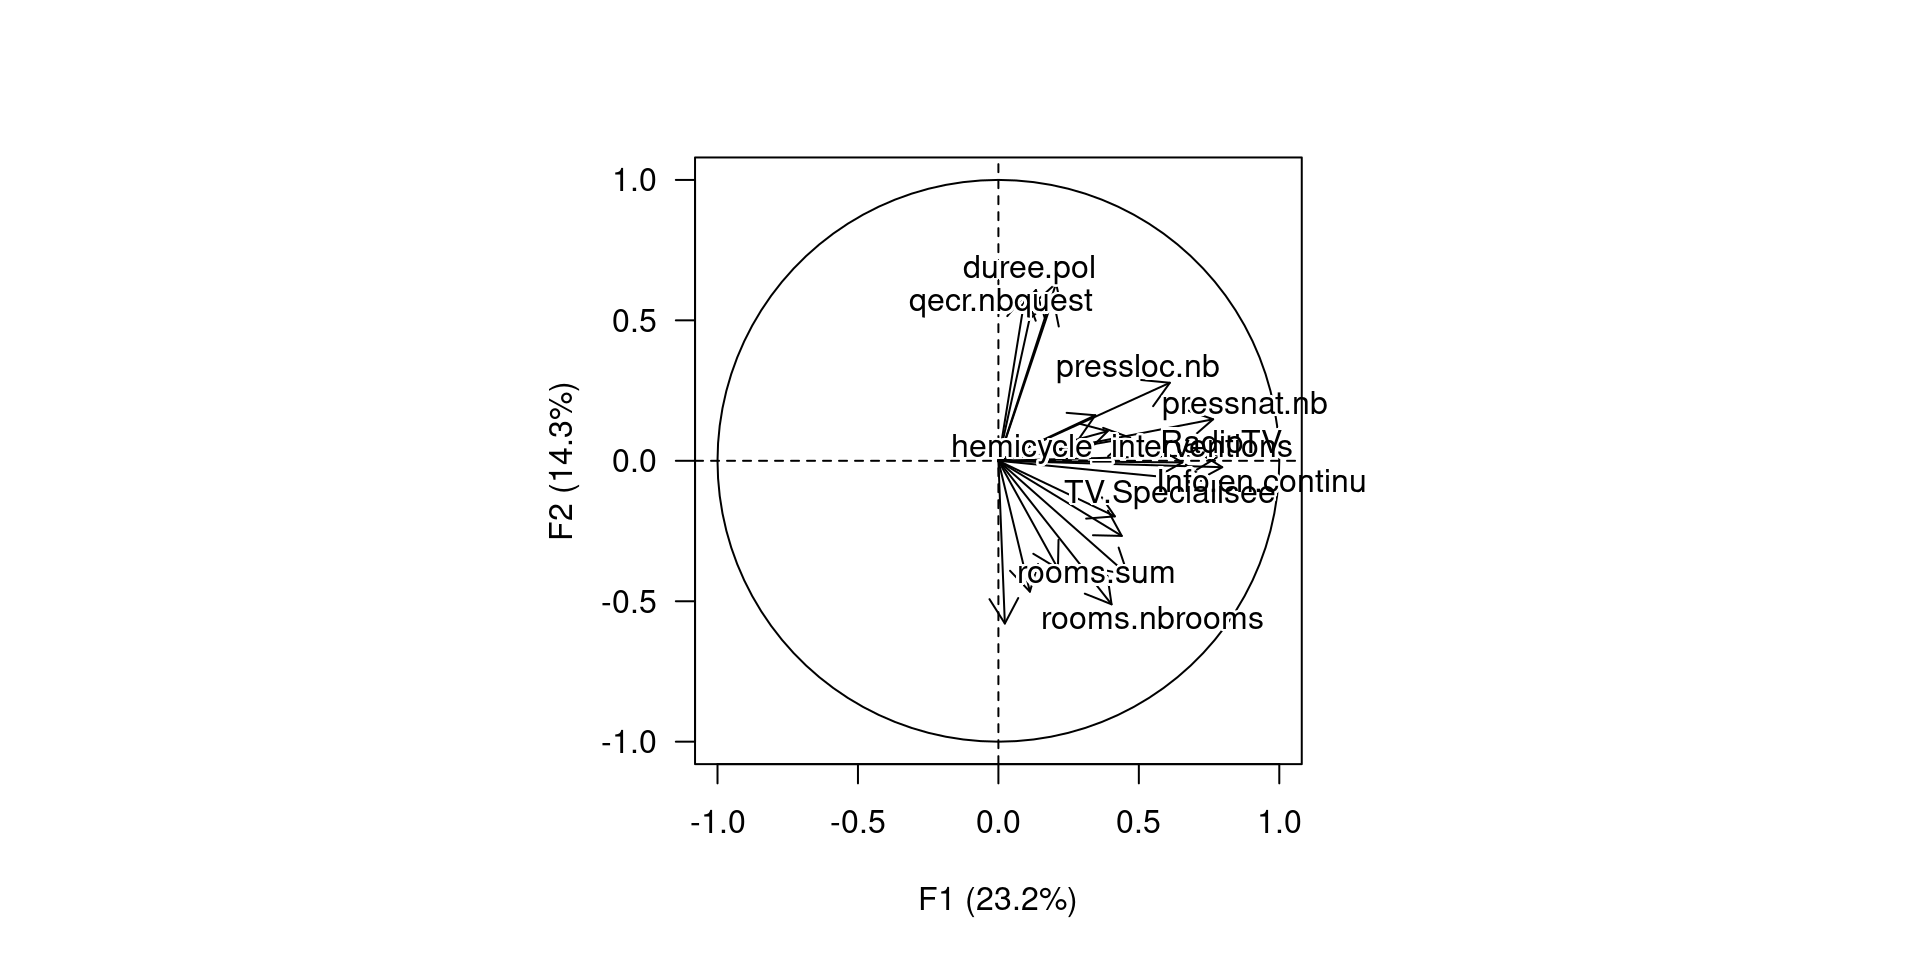 1.0
duree.pol
qecr.nbquest
0.5
pressloc.nb
pressnat.nb
RadioTV
hemicycle_interventions
0.0
Info.en.continu
TV.Specialisee
rooms.sum
-0.5
rooms.nbrooms
-1.0
F2 (14.3%)
-1.0 -0.5 0.0 0.5 1.0
F1 (23.2%)